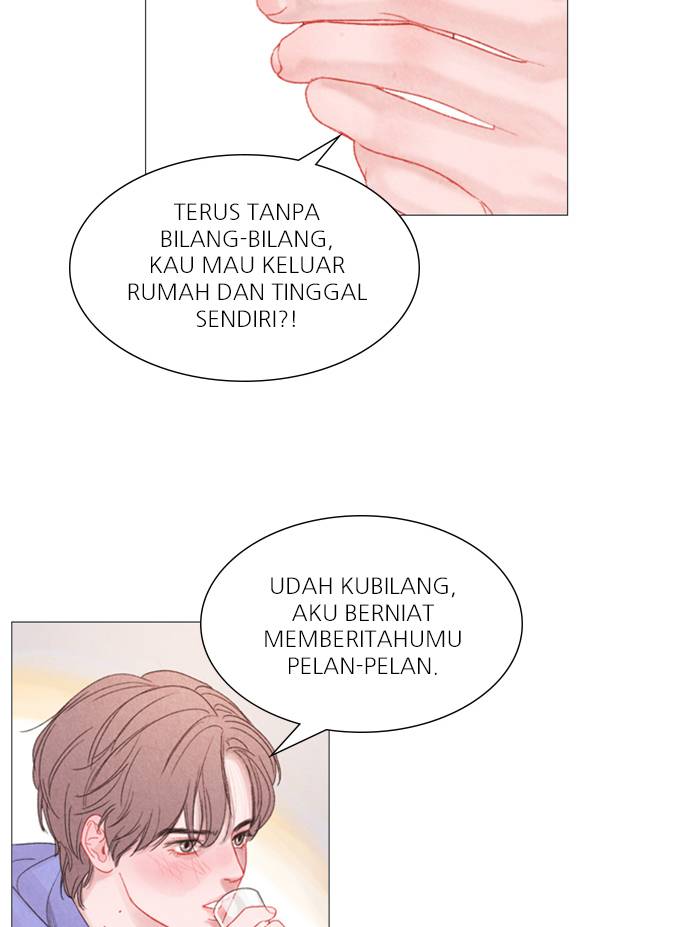 TERUS TANPA
BILANG-BILANG,
KAU MAU KELUAR
RUMAH DAN TINGGAL
SENDIRI?!
UDAH KUBILANG,
AKU BERNIAT
MEMBERITAHUMU
PELAN-PELAN.